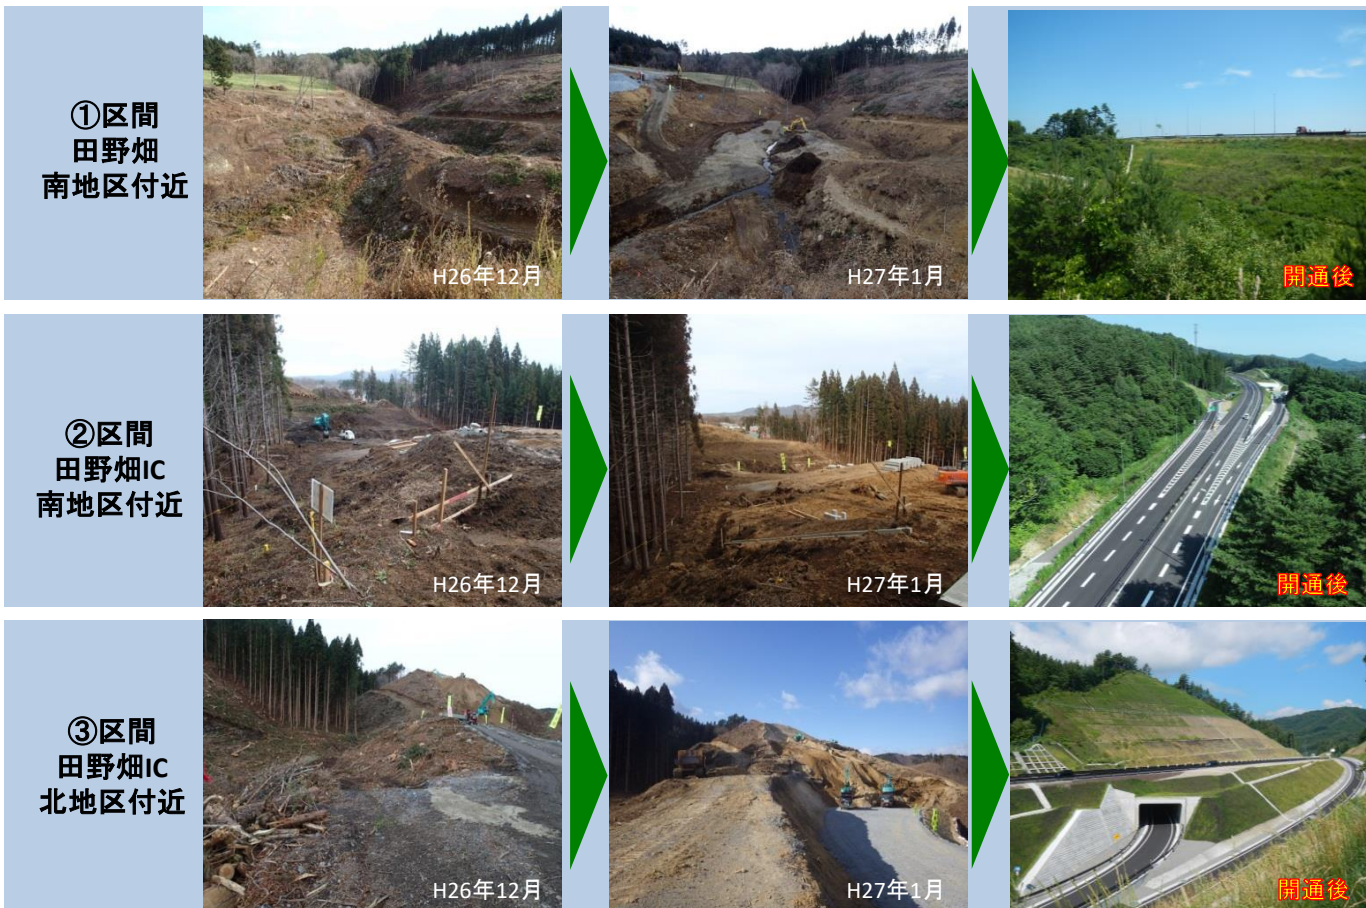 ①区間
田野畑
南地区付近
H26年12月
H27年1月
開通後
②区間
田野畑IC
南地区付近
H26年12月
H27年1月
開通後
③区間
田野畑IC
北地区付近
H26年12月
H27年1月
開通後